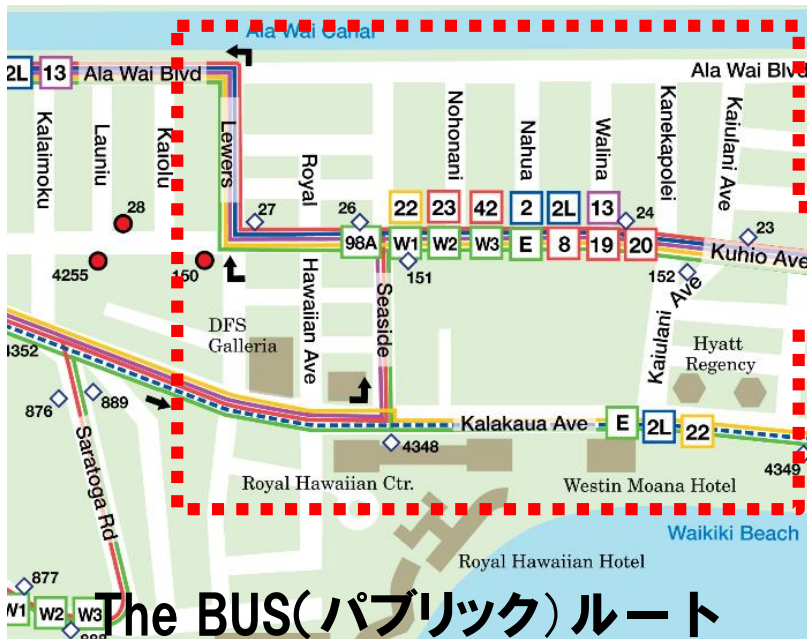 Ala Wai Canal
2L 13 Ala Wai Blvd
Ala Wai Blvd
Kalaimoku
Launiu
Kaiolu
Lewers
Royal
Hawaiian Ave
Nohonani
Nahua
Walina
Kanekapolei
Kaiulani Ave
28
27
26
24
23
22 23 42 2 2L 13
98A W1 W2 W3 E 8 19 20
Kuhio Ave
4255
150
151
152
Seaside
Kaiulani Ave
DFS
Galleria
Hyatt
Regency
4352
876
889
Saratoga Rd
Kalakaua Ave
E 2L 22
4348
4349
Royal Hawaiian Ctr.
Westin Moana Hotel
Waikiki Beach
Royal Hawaiian Hotel
877
W1 W2 W3
The BUS(パブリック)ルート